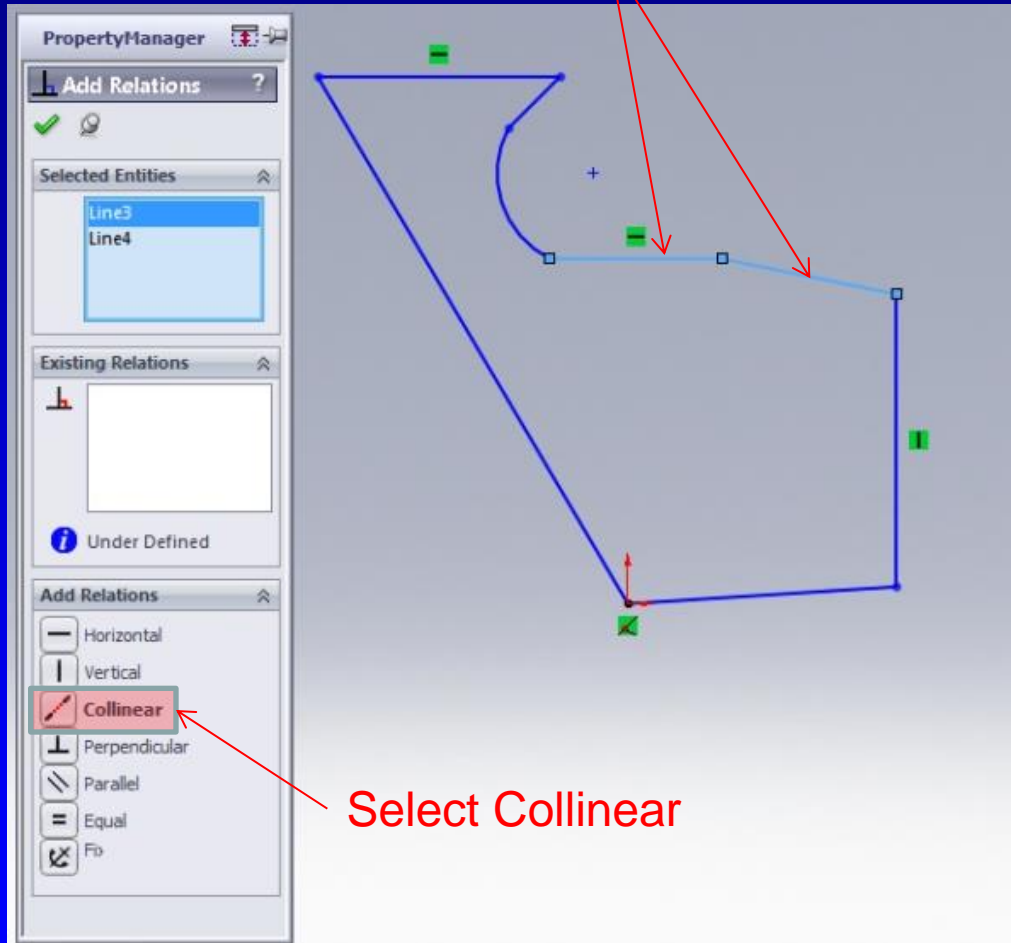 PropertyManager
Add Relations ?
Selected Entities
Line3
Line4
Existing Relations
Under Defined
Add Relations
Horizontal
Vertical
Collinear
Perpendicular
Parallel
Equal
Select Collinear